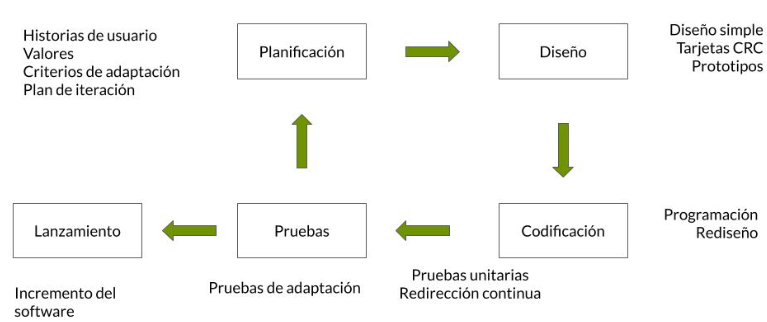 Historias de usuario
Valores
Criterios de adaptación
Plan de iteración
Planificación
Diseño
Diseño simple
Tarjetas CRC
Prototipos
Lanzamiento
Pruebas
Codificación
Programación
Rediseño
Incremento del
software
Pruebas de adaptación
Pruebas unitarias
Redirección continua